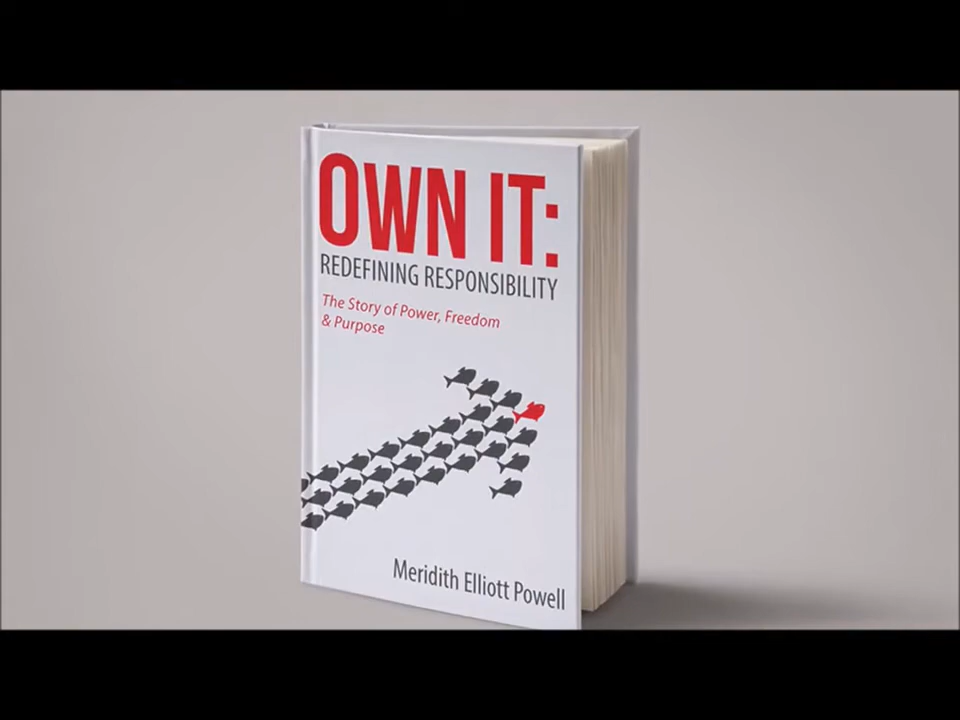 OWN IT:
REDEFINING RESPONSIBILITY
The Story of Power, Freedom
& Purpose
Meridith Elliott Powell